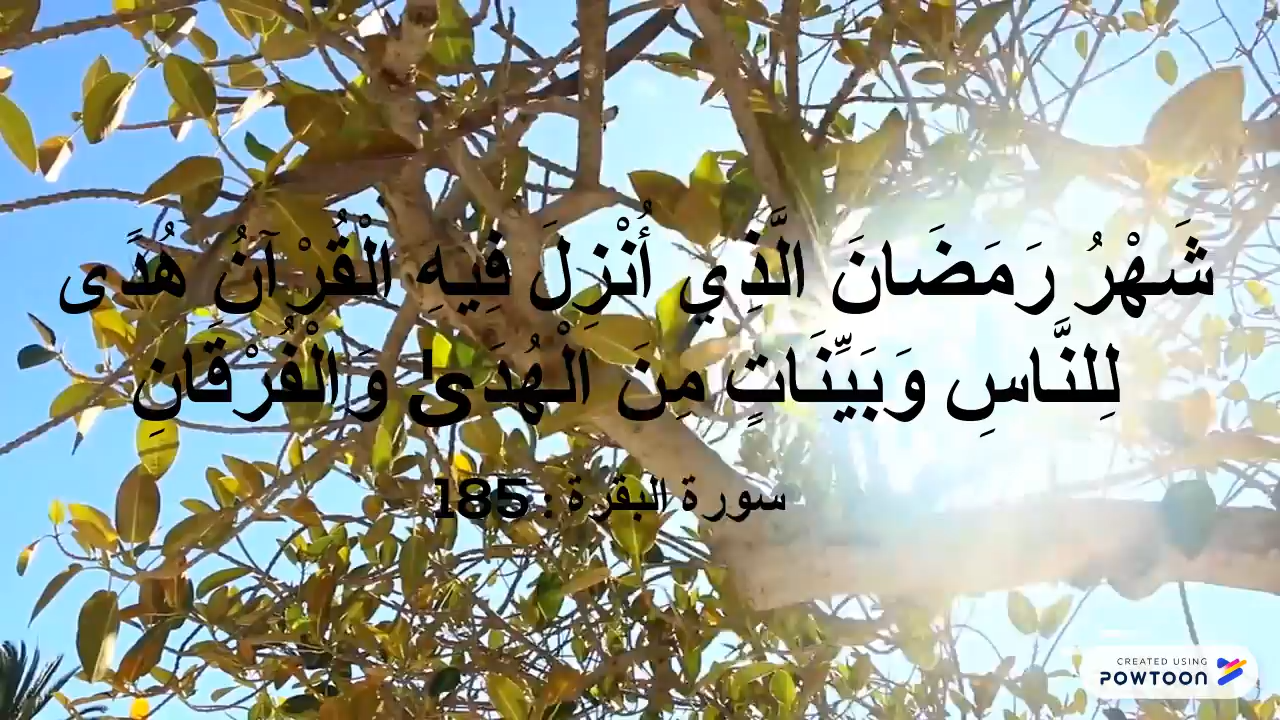 شَهْرُ رَمَضَانَ الَّذِي أُنْزِلَ فِيهِ الْقُرْآنُ هُدًى
لِلنَّاسِ وَبَيِّنَاتٍ مِنَ الْهُدَىٰ وَالْفُرْقَانِ
سورة البقرة : 185
CREATED USING
POWTOON